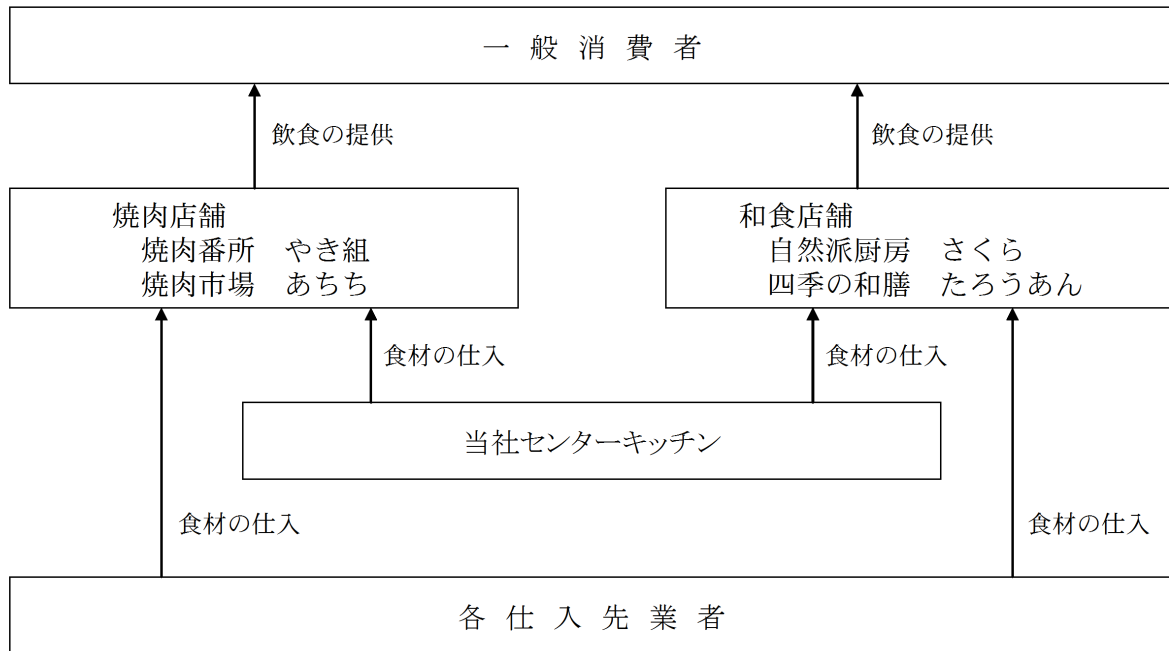 一般消費者
飲食の提供
飲食の提供
焼肉店舗
焼肉番所　やき組
焼肉市場　あちち
和食店舗
自然派厨房　さくら
四季の和膳　たろうあん
食材の仕入
食材の仕入
当社センターキッチン
食材の仕入
食材の仕入
各仕入先業者